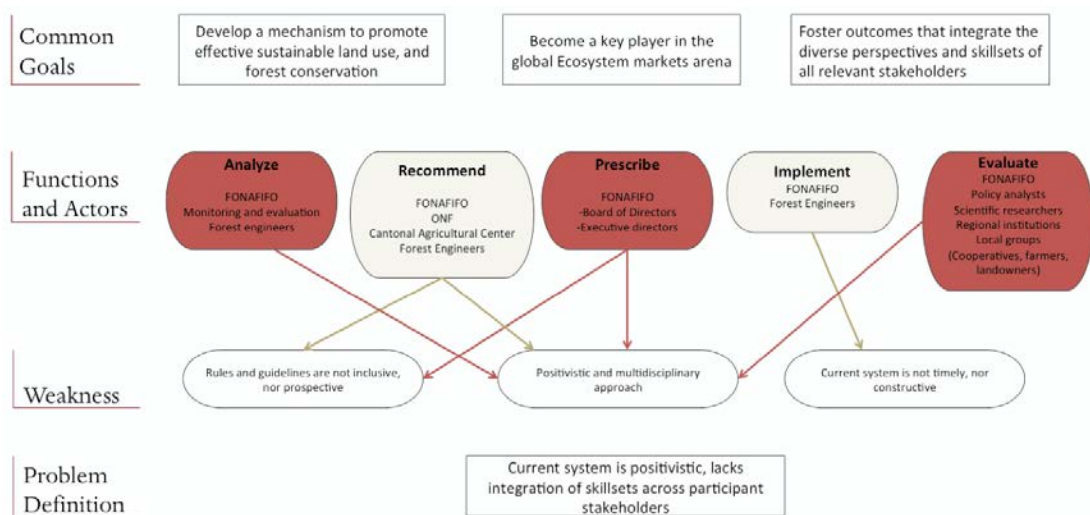 Common
Goals
Develop a mechanism to promote
effective sustainable land use, and
forest conservation
Become a key player in the
global Ecosystem markets arena
Foster outcomes that integrate the
diverse perspectives and skillsets of
all relevant stakeholders
Functions
and Actors
Analyze
FONAFIFO
Monitoring and evaluation
Forest engineers
Recommend
FONAFIFO
ONF
Cantonal Agricultural Center
Forest Engineers
Prescribe
FONAFIFO
-Board of Directors
-Executive directors
Implement
FONAFIFO
Forest Engineers
Evaluate
FONAFIFO
Policy analysts
Scientific researchers
Regional institutions
Local groups
(Cooperatives, farmers,
landowners)
Weakness
Rules and guidelines are not inclusive,
nor prospective
Positivistic and multidisciplinary
approach
Current system is not timely, nor
constructive
Problem
Definition
Current system is positivistic, lacks
integration of skillsets across participant
stakeholders